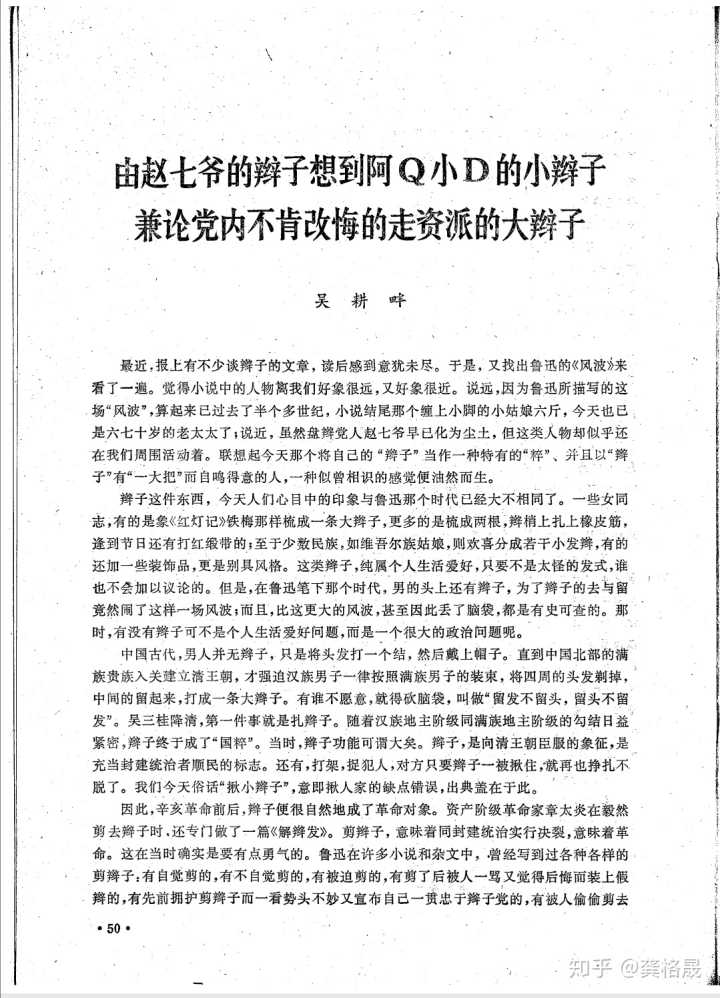 由赵七爷的辫子想到阿Q小D的小辫子
兼论党内不肯改悔的走资派的大辫子
吴耕畔
最近，报上有不少谈辫子的文章，读后感到意犹未尽。于是，又找出鲁迅的《风波》来
看了一遍。觉得小说中的人物离我们好象很远，又好象很近。说远，因为鲁迅所描写的这
场“风波”，算起来已过去了半个多世纪，小说结尾那个缠上小脚的小姑娘六斤，今天也已
是六七十岁的老太太了；说近，虽然盘辫党人赵七爷早已化为尘土，但这类人物却似乎还
在我们周围活动着。联想起今天那个将自己的“辫子”当作一种特有的“粹”、并且以“辫
子”有“一大把”而自鸣得意的人，一种似曾相识的感觉便油然而生。
辫子这件东西，今天人们心目中的印象与鲁迅那个时代已经大不相同了。一些女同
志，有的是象《红灯记》铁梅那样梳成一条大辫子，更多的是梳成两根，辫梢上扎上橡皮筋，
逢到节日还有打红缎带的；至于少数民族，如维吾尔族姑娘，则欢喜分成若干小发辫，有的
还加一些装饰品，更是别具风格。这类辫子，纯属个人生活爱好，只要不是太怪的发式，谁
也不会加以议论的。但是，在鲁迅笔下那个时代，男的头上还有辫子，为了辫子的去与留
竟然闹了这样一场风波；而且，比这更大的风波，甚至因此丢了脑袋，都是有史可查的。那
时，有没有辫子可不是个人生活爱好问题，而是一个很大的政治问题呢。
中国古代，男人并无辫子，只是将头发打一个结，然后戴上帽子。直到中国北部的满
族贵族入关建立清王朝，才强迫汉族男子一律按照满族男子的装束，将四周的头发剃掉，
中间的留起来，打成一条大辫子。有谁不愿意，就得砍脑袋，叫做“留发不留头，留头不留
发”。吴三桂降清，第一件事就是扎辫子。随着汉族地主阶级同满族地主阶级的勾结日益
紧密，辫子终于成了“国粹”。当时，辫子功能可谓大矣。辫子，是向清王朝臣服的象征，是
充当封建统治者顺民的标志。还有，打架，捉犯人，对方只要辫子一被揪住，就再也挣扎不
脱了。我们今天俗话“揪小辫子”，意即揪人家的缺点错误，出典盖在于此。
因此，辛亥革命前后，辫子便很自然地成了革命对象。资产阶级革命家章太炎在毅然
剪去辫子时，还专门做了一篇《解辫发》。剪辫子，意味着同封建统治实行决裂，意味着革
命。这在当时确实是要有点勇气的。鲁迅在许多小说和杂文中，曾经写到过各种各样的
剪辫子：有自觉剪的，有不自觉剪的，有被迫剪的，有剪了后被人一骂又觉得后悔而装上假
辫的，有先前拥护剪辫子而一看势头不妙又宣布自己一贯忠于辫子党的，有被人偷偷剪去
•50•
知乎 @龚格晟